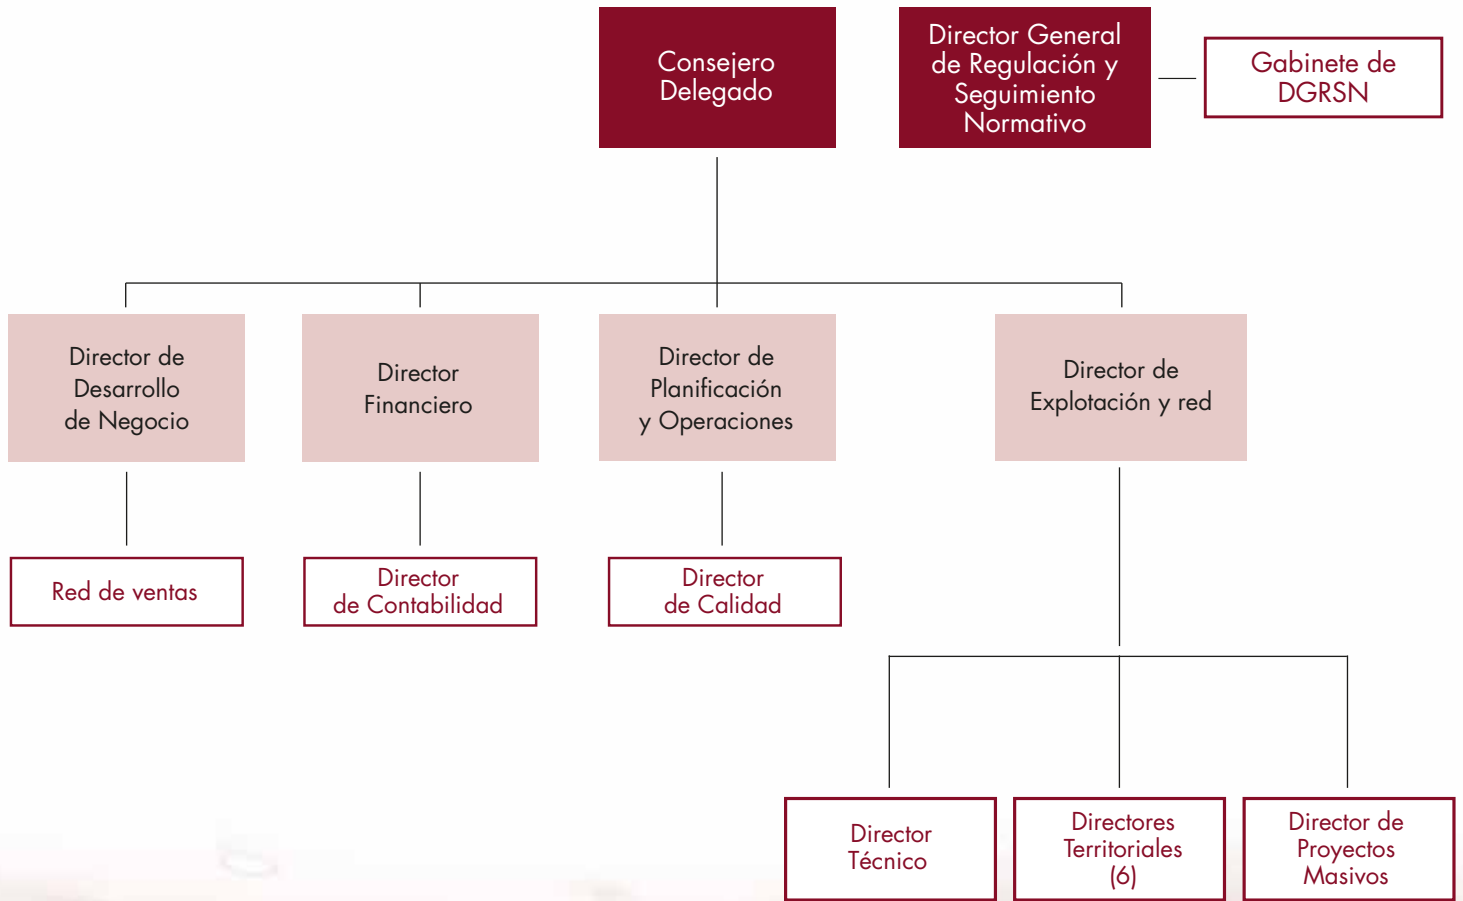 Consejero
Delegado
Director General
de Regulación y
Seguimiento
Normativo
Gabinete de
DGRSN
Director de
Desarrollo
de Negocio
Director
Financiero
Director de
Planificación
y Operaciones
Director de
Explotación y red
Red de ventas
Director
de Contabilidad
Director
de Calidad
Director
Técnico
Directores
Territoriales
(6)
Director de
Proyectos
Masivos